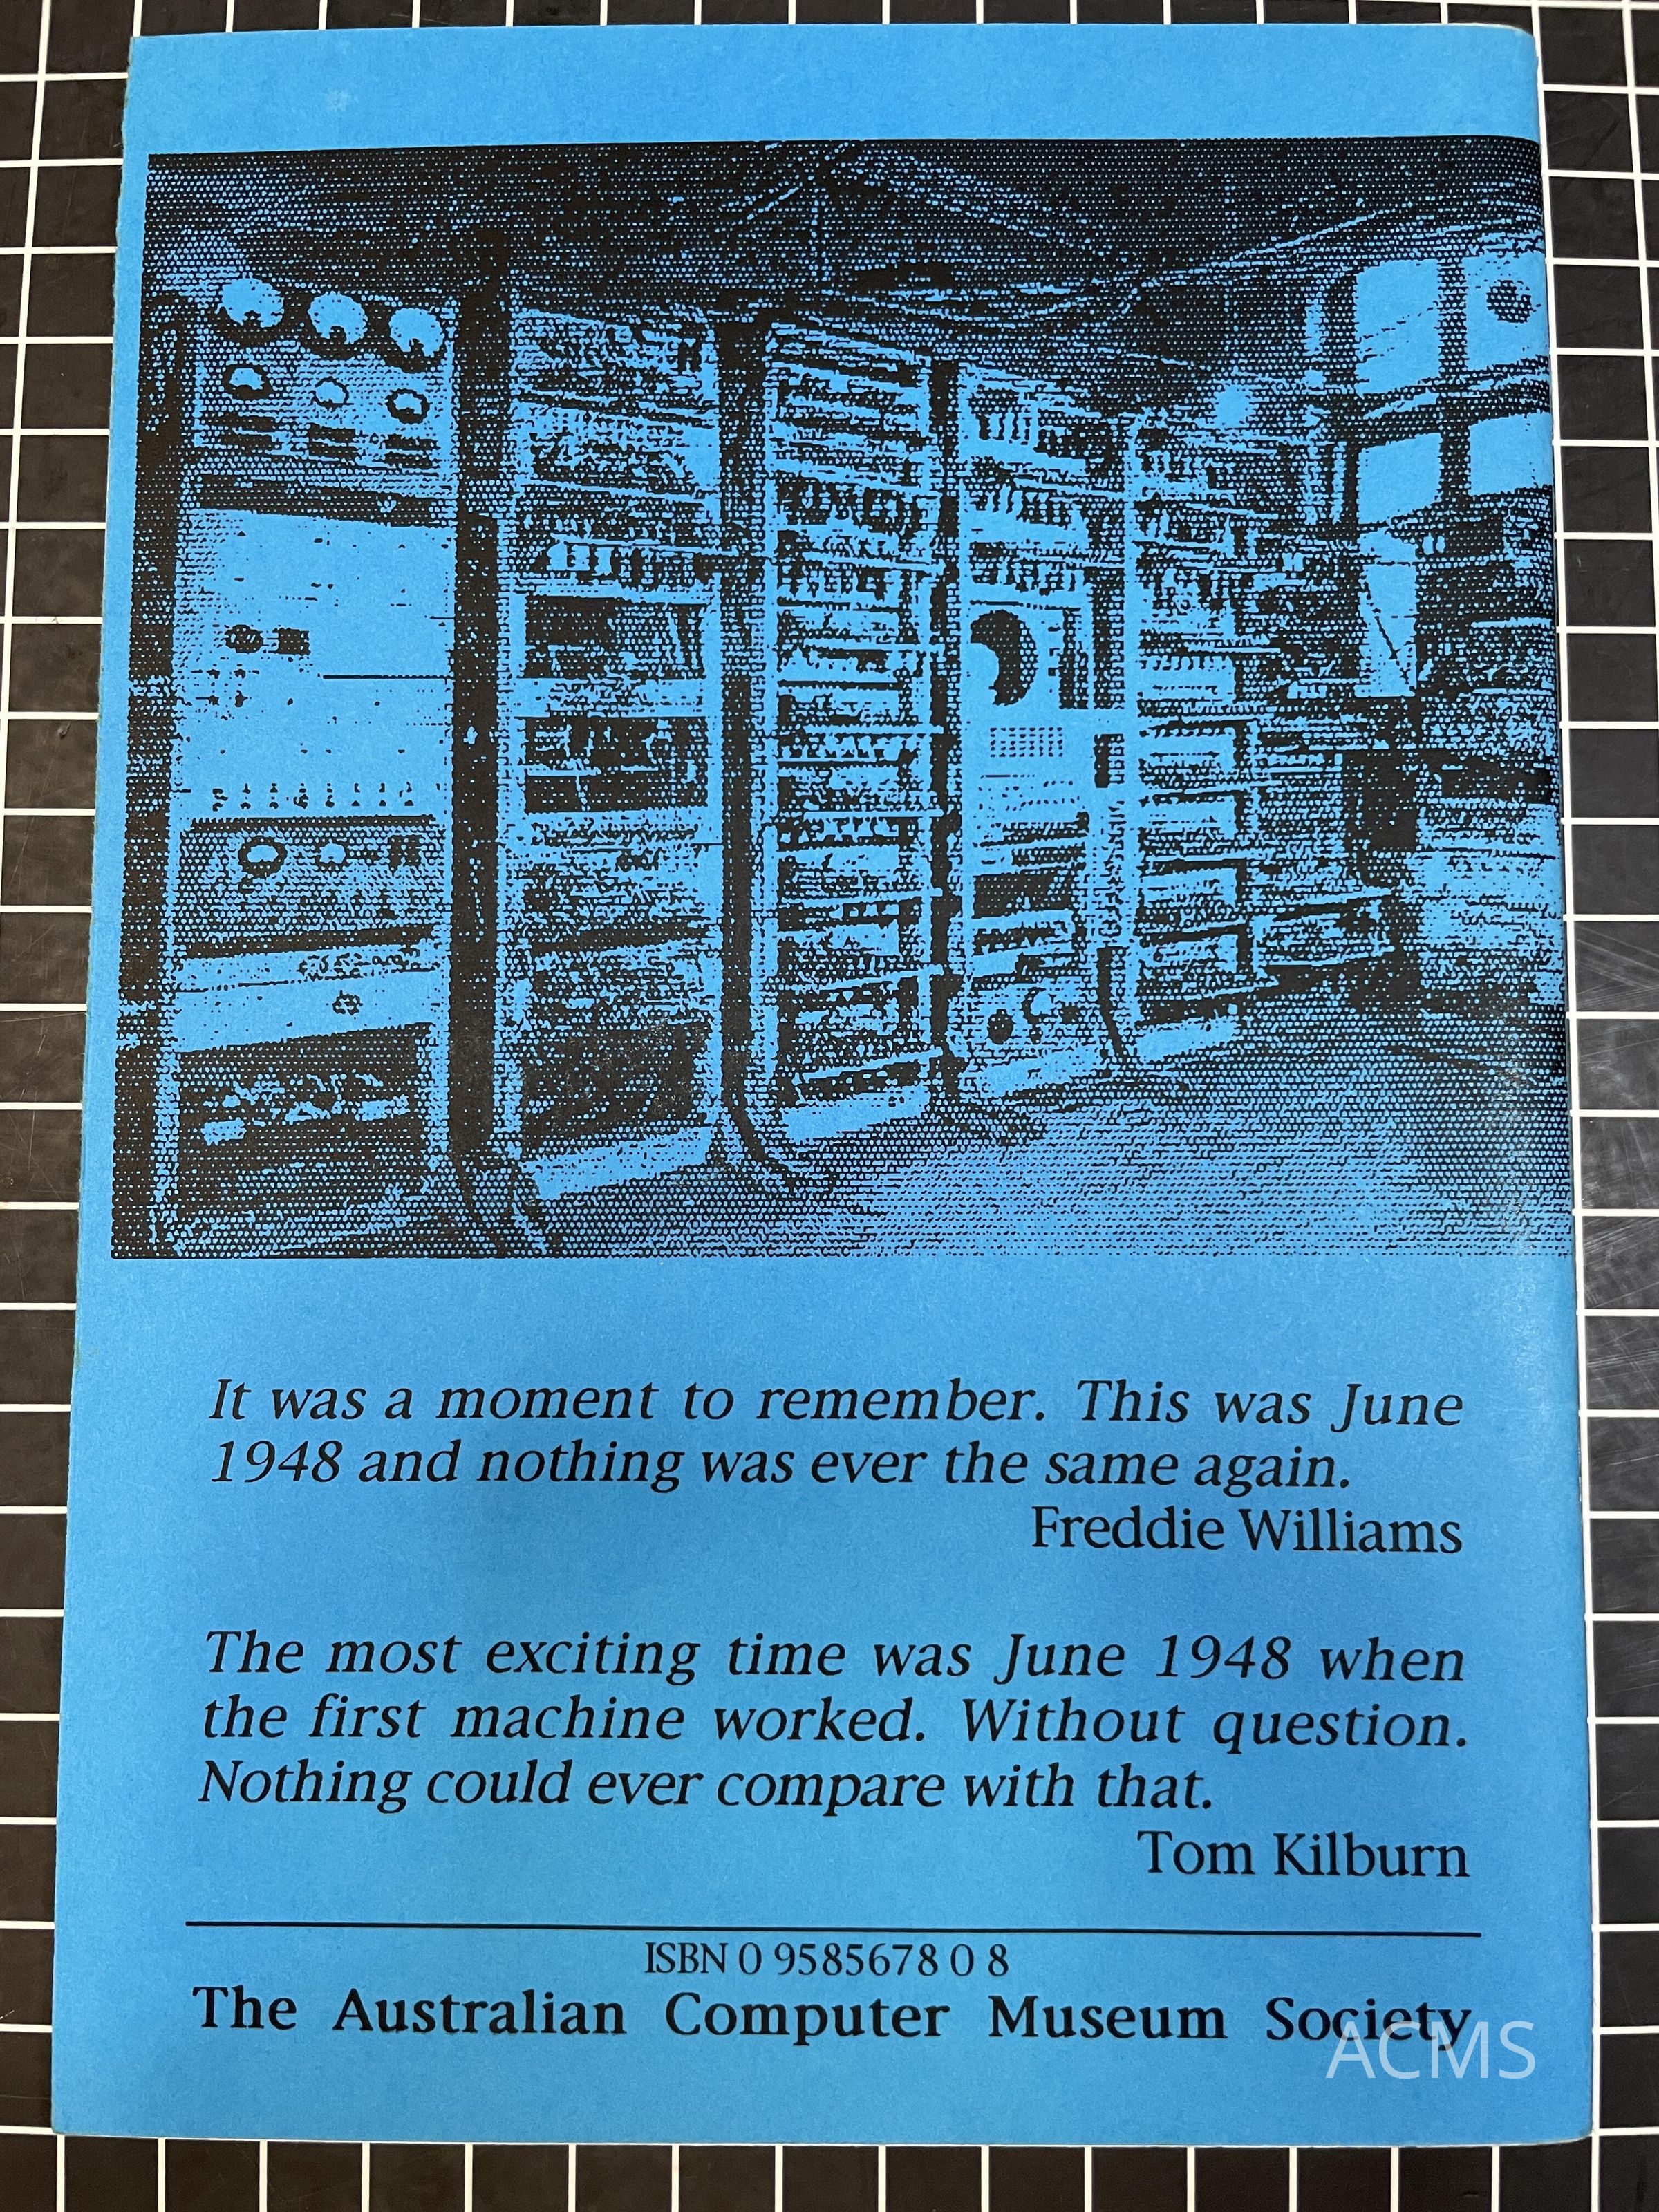 It was a moment to remember. This was June
1948 and nothing was ever the same again.
Freddie Williams
The most exciting time was June 1948 when
the first machine worked. Without question.
Nothing could ever compare with that.
Tom Kilburn
ISBN 0 9585678 0 8
The Australian Computer Museum Society
ACMS